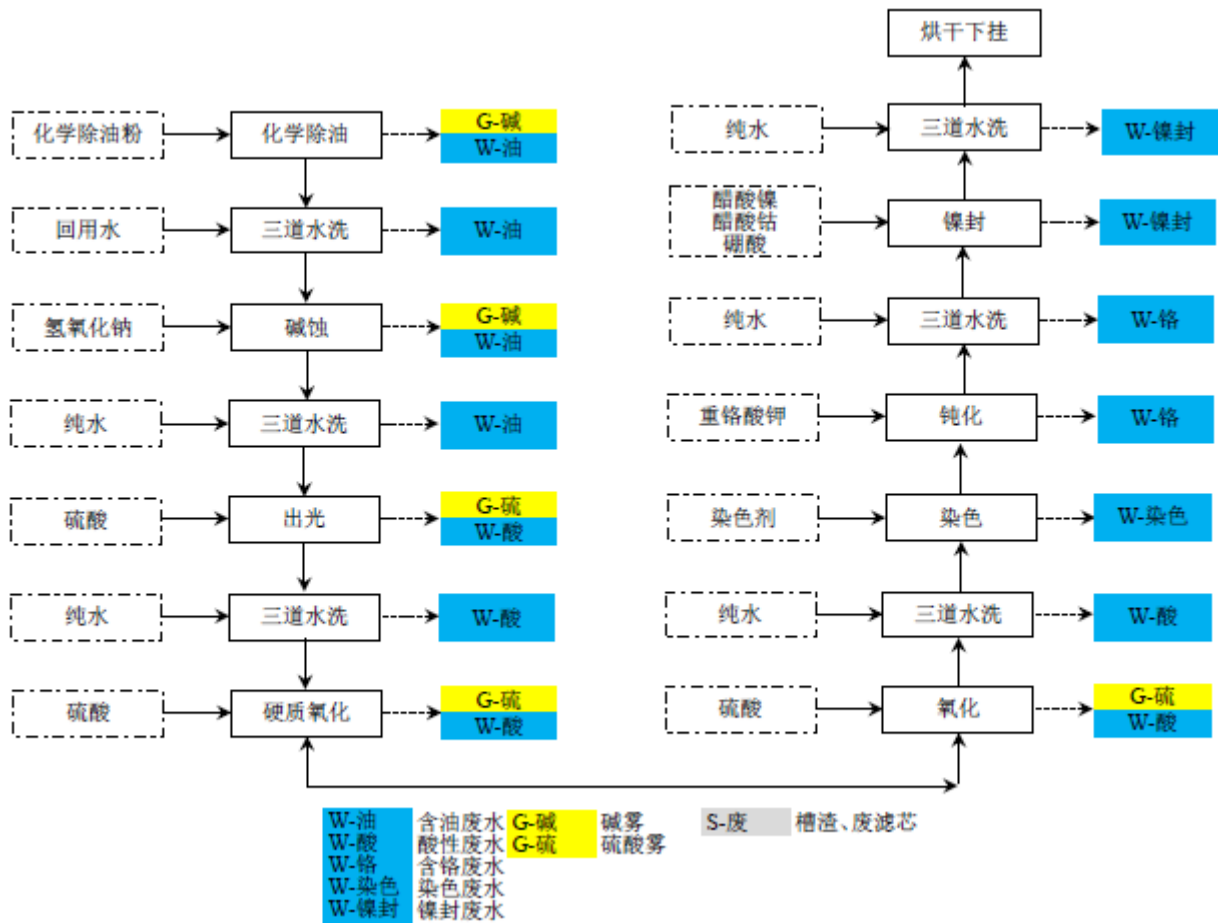 化学除油粉
化学除油
G-碱
W-油
回用水
三道水洗
W-油
氢氧化钠
碱蚀
G-碱
W-油
纯水
三道水洗
W-油
硫酸
出光
G-硫
W-酸
纯水
三道水洗
W-酸
硫酸
硬质氧化
G-硫
W-酸
烘干下挂
纯水
三道水洗
W-镍封
醋酸镍
醋酸钴
硼酸
镍封
W-镍封
纯水
三道水洗
W-铬
重铬酸钾
钝化
W-铬
染色剂
染色
W-染色
纯水
三道水洗
W-酸
硫酸
氧化
G-硫
W-酸
W-油 含油废水 G-碱 碱雾 S-废 槽渣、废滤芯
W-酸 酸性废水 G-硫 硫酸雾
W-铬 含铬废水
W-染色 染色废水
W-镍封 镍封废水